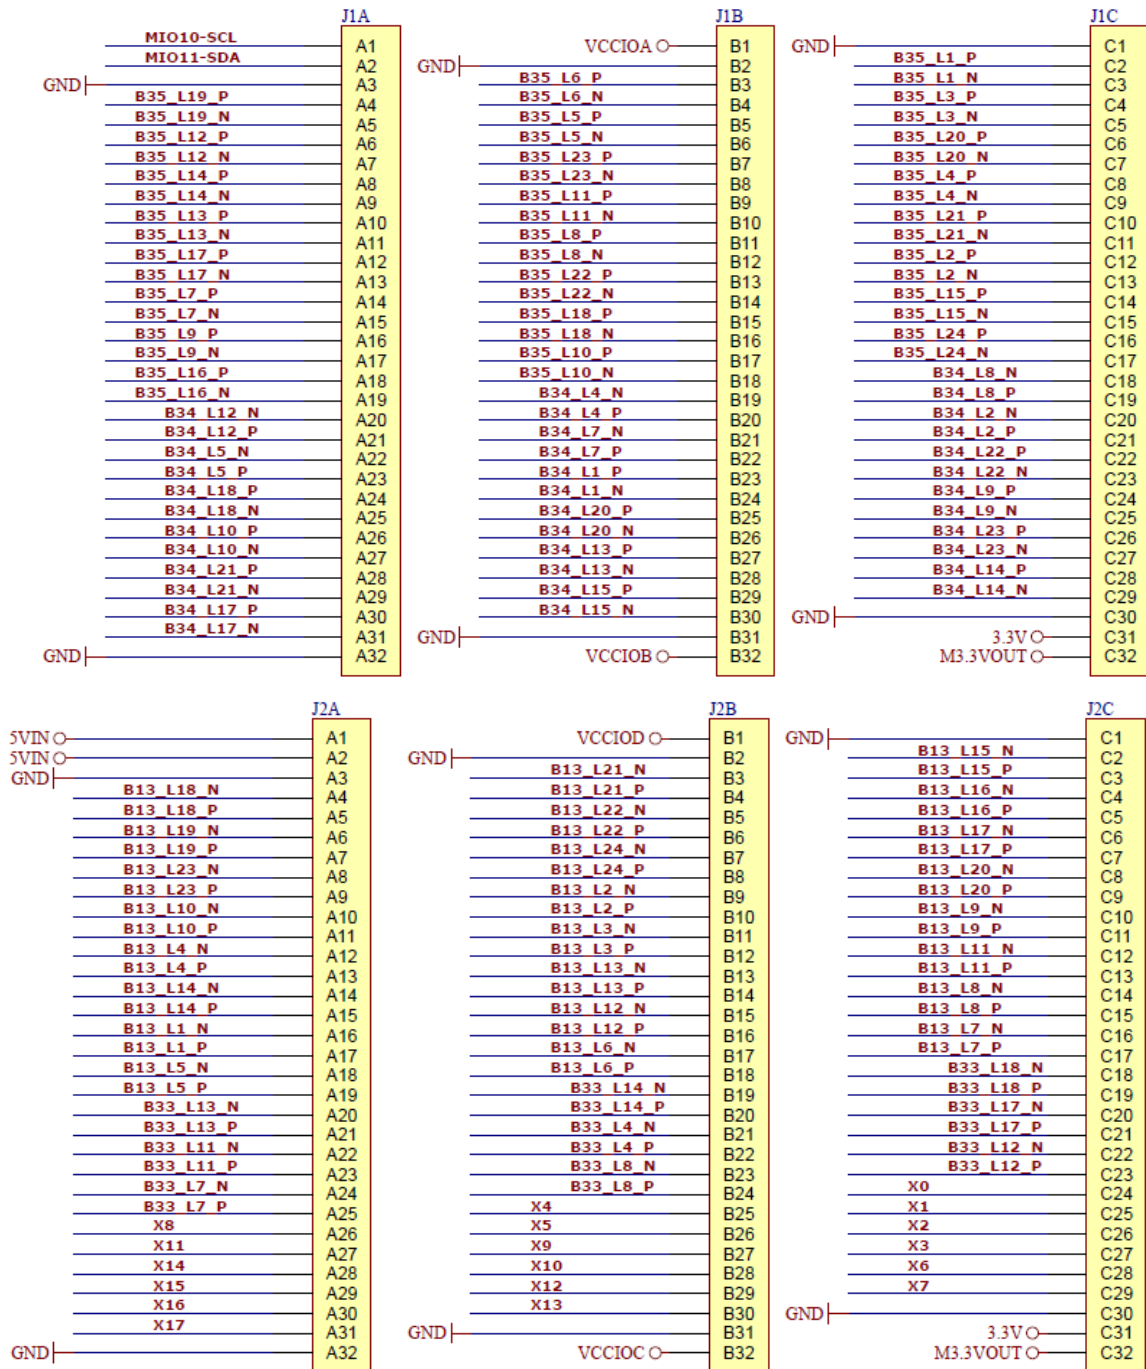 J1A
MIO10-SCL A1
MIO11-SDA A2
GND A3
B35_L19_P A4
B35_L19_N A5
B35_L12_P A6
B35_L12_N A7
B35_L14_P A8
B35_L14_N A9
B35_L13_P A10
B35_L13_N A11
B35_L17_P A12
B35_L17_N A13
B35_L7_P A14
B35_L7_N A15
B35_L9_P A16
B35_L9_N A17
B35_L16_P A18
B35_L16_N A19
B34_L12_N A20
B34_L12_P A21
B34_L5_N A22
B34_L5_P A23
B34_L18_P A24
B34_L18_N A25
B34_L10_P A26
B34_L10_N A27
B34_L21_P A28
B34_L21_N A29
B34_L17_P A30
B34_L17_N A31
GND A32
J1B
VCCIOA B1
GND B2
B35_L6_P B3
B35_L6_N B4
B35_L5_P B5
B35_L5_N B6
B35_L23_P B7
B35_L23_N B8
B35_L11_P B9
B35_L11_N B10
B35_L8_P B11
B35_L8_N B12
B35_L22_P B13
B35_L22_N B14
B35_L18_P B15
B35_L18_N B16
B35_L10_P B17
B35_L10_N B18
B34_L4_N B19
B34_L4_P B20
B34_L7_N B21
B34_L7_P B22
B34_L1_P B23
B34_L1_N B24
B34_L20_P B25
B34_L20_N B26
B34_L13_P B27
B34_L13_N B28
B34_L15_P B29
B34_L15_N B30
GND B31
VCCIOB B32
J1C
GND C1
B35_L1_P C2
B35_L1_N C3
B35_L3_P C4
B35_L3_N C5
B35_L20_P C6
B35_L20_N C7
B35_L4_P C8
B35_L4_N C9
B35_L21_P C10
B35_L21_N C11
B35_L2_P C12
B35_L2_N C13
B35_L15_P C14
B35_L15_N C15
B35_L24_P C16
B35_L24_N C17
B34_L8_N C18
B34_L8_P C19
B34_L2_N C20
B34_L2_P C21
B34_L22_P C22
B34_L22_N C23
B34_L9_P C24
B34_L9_N C25
B34_L23_P C26
B34_L23_N C27
B34_L14_P C28
B34_L14_N C29
GND C30
3.3V C31
M3.3VOUT C32
J2A
5VIN A1
5VIN A2
GND A3
B13_L18_N A4
B13_L18_P A5
B13_L19_N A6
B13_L19_P A7
B13_L23_N A8
B13_L23_P A9
B13_L10_N A10
B13_L10_P A11
B13_L4_N A12
B13_L4_P A13
B13_L14_N A14
B13_L14_P A15
B13_L1_N A16
B13_L1_P A17
B13_L5_N A18
B13_L5_P A19
B33_L13_N A20
B33_L13_P A21
B33_L11_N A22
B33_L11_P A23
B33_L7_N A24
B33_L7_P A25
X8 A26
X11 A27
X14 A28
X15 A29
X16 A30
X17 A31
GND A32
J2B
VCCIOD B1
GND B2
B13_L21_N B3
B13_L21_P B4
B13_L22_N B5
B13_L22_P B6
B13_L24_N B7
B13_L24_P B8
B13_L2_N B9
B13_L2_P B10
B13_L3_N B11
B13_L3_P B12
B13_L13_N B13
B13_L13_P B14
B13_L12_N B15
B13_L12_P B16
B13_L6_N B17
B13_L6_P B18
B33_L14_N B19
B33_L14_P B20
B33_L4_N B21
B33_L4_P B22
B33_L8_N B23
B33_L8_P B24
X4 B25
X5 B26
X9 B27
X10 B28
X12 B29
X13 B30
GND B31
VCCIOC B32
J2C
GND C1
B13_L15_N C2
B13_L15_P C3
B13_L16_N C4
B13_L16_P C5
B13_L17_N C6
B13_L17_P C7
B13_L20_N C8
B13_L20_P C9
B13_L9_N C10
B13_L9_P C11
B13_L11_N C12
B13_L11_P C13
B13_L8_N C14
B13_L8_P C15
B13_L7_N C16
B13_L7_P C17
B33_L18_N C18
B33_L18_P C19
B33_L17_N C20
B33_L17_P C21
B33_L12_N C22
B33_L12_P C23
X0 C24
X1 C25
X2 C26
X3 C27
X6 C28
X7 C29
GND C30
3.3V C31
M3.3VOUT C32